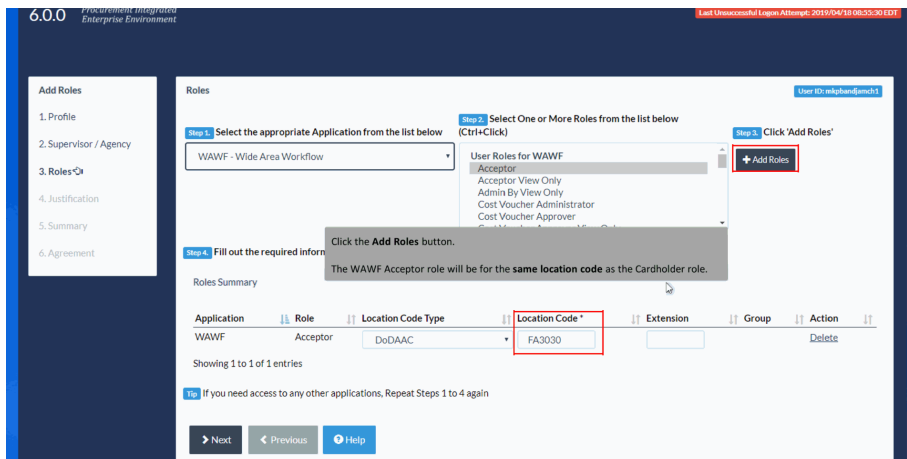 6.0.0
Procurement Integrated
Enterprise Environment
Last Unsuccessful Logon Attempt: 2019/04/18 08:55:30 EDT
Add Roles
1. Profile
2. Supervisor / Agency
3. Roles
4. Justification
5. Summary
6. Agreement
Roles
User ID: mkpbandjamch1
Step 1. Select the appropriate Application from the list below
WAWF - Wide Area Workflow
Step 2. Select One or More Roles from the list below
(Ctrl+Click)
User Roles for WAWF
Acceptor
Acceptor View Only
Admin By View Only
Cost Voucher Administrator
Cost Voucher Approver
Step 3. Click 'Add Roles'
+ Add Roles
Click the Add Roles button.
The WAWF Acceptor role will be for the same location code as the Cardholder role.
Step 4. Fill out the required inform
Roles Summary
Application Role Location Code Type Location Code * Extension Group Action
WAWF Acceptor DoDAAC FA3030 Delete
Showing 1 to 1 of 1 entries
Tip If you need access to any other applications, Repeat Steps 1 to 4 again
Next Previous Help